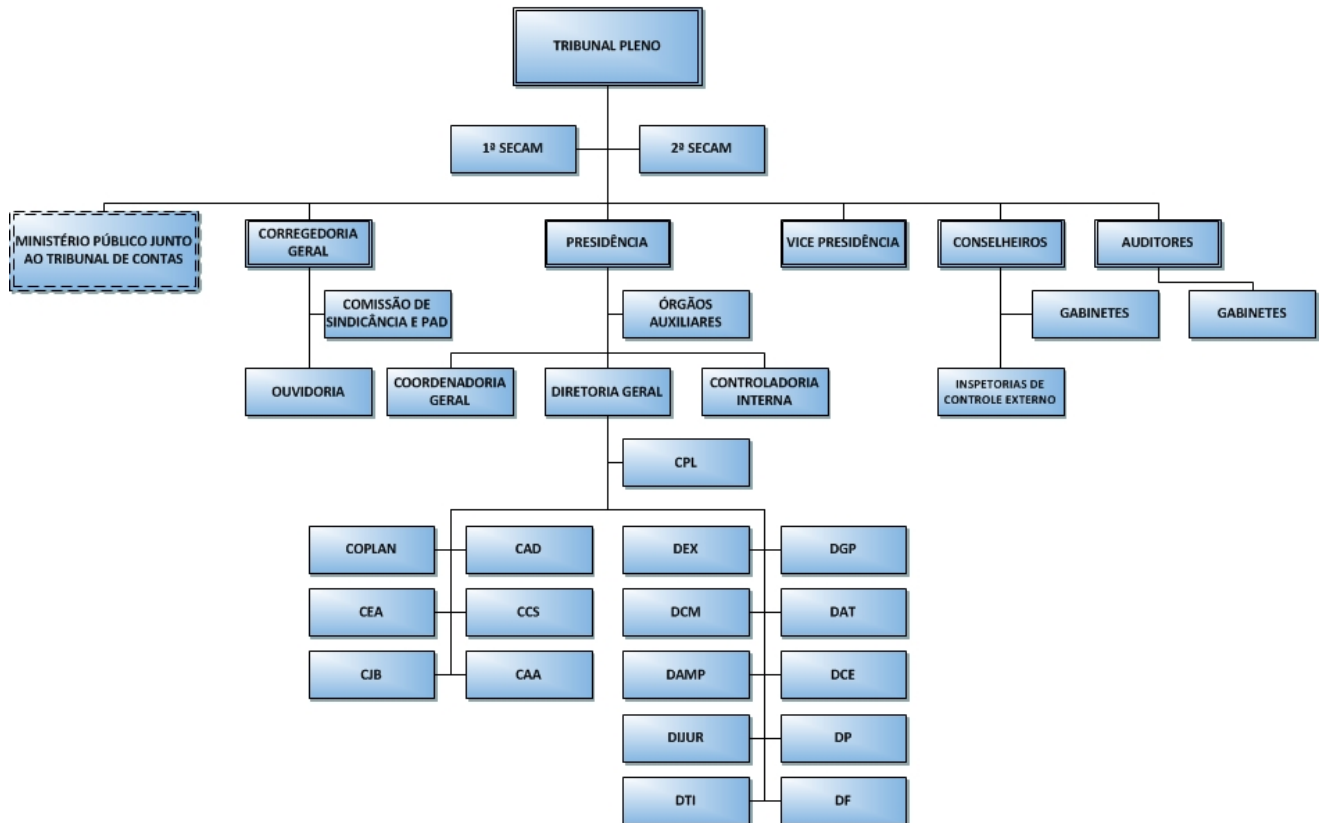 TRIBUNAL PLENO
1ª SECAM
2ª SECAM
MINISTÉRIO PÚBLICO JUNTO
AO TRIBUNAL DE CONTAS
CORREGEDORIA
GERAL
PRESIDÊNCIA
VICE PRESIDÊNCIA
CONSELHEIROS
AUDITORES
COMISSÃO DE
SINDICÂNCIA E PAD
ÓRGÃOS
AUXILIARES
GABINETES
GABINETES
OUVIDORIA
COORDENADORIA
GERAL
DIRETORIA GERAL
CONTROLADORIA
INTERNA
INSPETORIAS DE
CONTROLE EXTERNO
CPL
COPLAN
CAD
DEX
DGP
CEA
CCS
DCM
DAT
CJB
CAA
DAMP
DCE
DIJUR
DP
DTI
DF